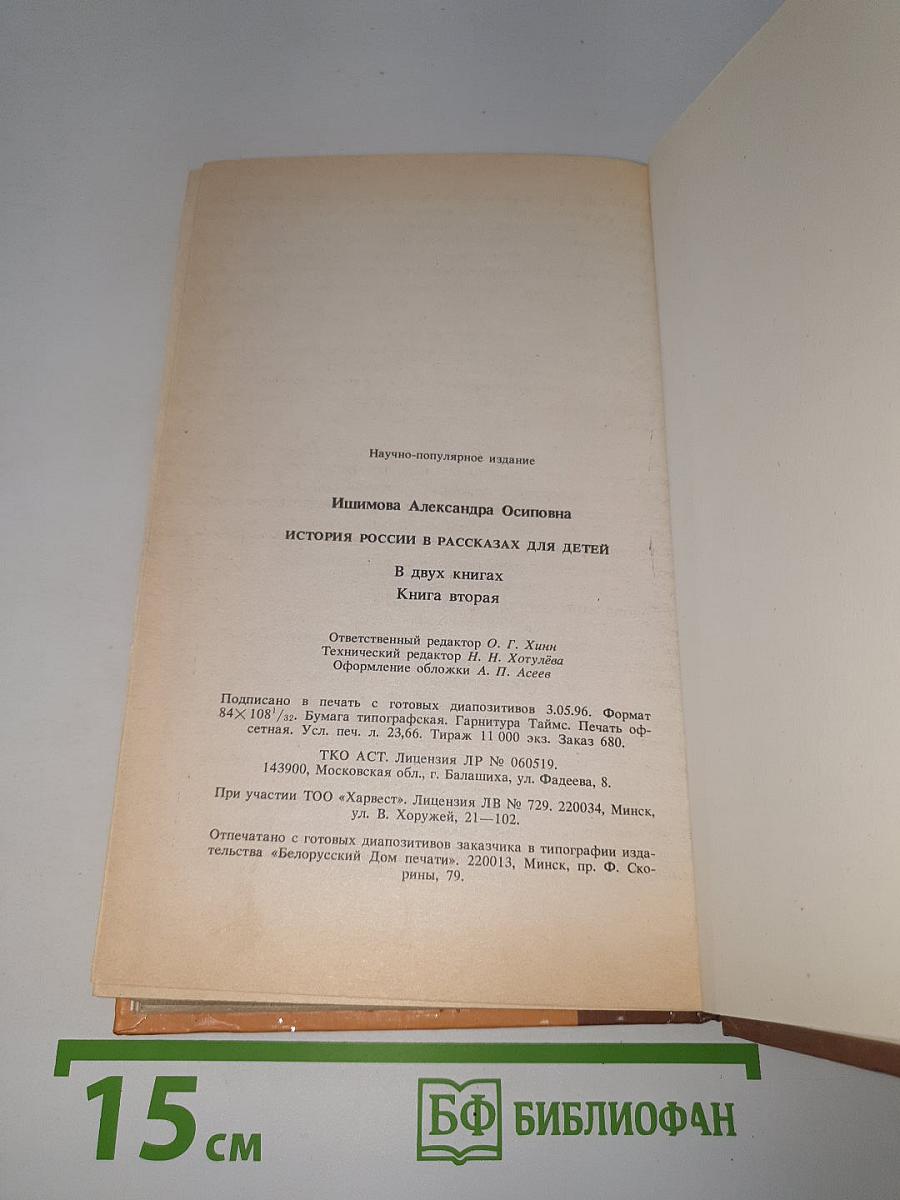 Научно-популярное издание
Ишимова Александра Осиповна
ИСТОРИЯ РОССИИ В РАССКАЗАХ ДЛЯ ДЕТЕЙ
В двух книгах
Книга вторая
Ответственный редактор О. Г. Хинн
Технический редактор Н. Н. Хотулёва
Оформление обложки А. П. Асеев
Подписано в печать с готовых диапозитивов 3.05.96. Формат
84×108¹/₃₂. Бумага типографская. Гарнитура Таймс. Печать оф-
сетная. Усл. печ. л. 23,66. Тираж 11 000 экз. Заказ 680.
ТКО АСТ. Лицензия ЛР № 060519.
143900, Московская обл., г. Балашиха, ул. Фадеева, 8.
При участии ТОО «Харвест». Лицензия ЛВ № 729. 220034, Минск,
ул. В. Хоружей, 21—102.
Отпечатано с готовых диапозитивов заказчика в типографии изда-
тельства «Белорусский Дом печати». 220013, Минск, пр. Ф. Ско-
рины, 79.
15 см
БФ БИБЛИОФАН